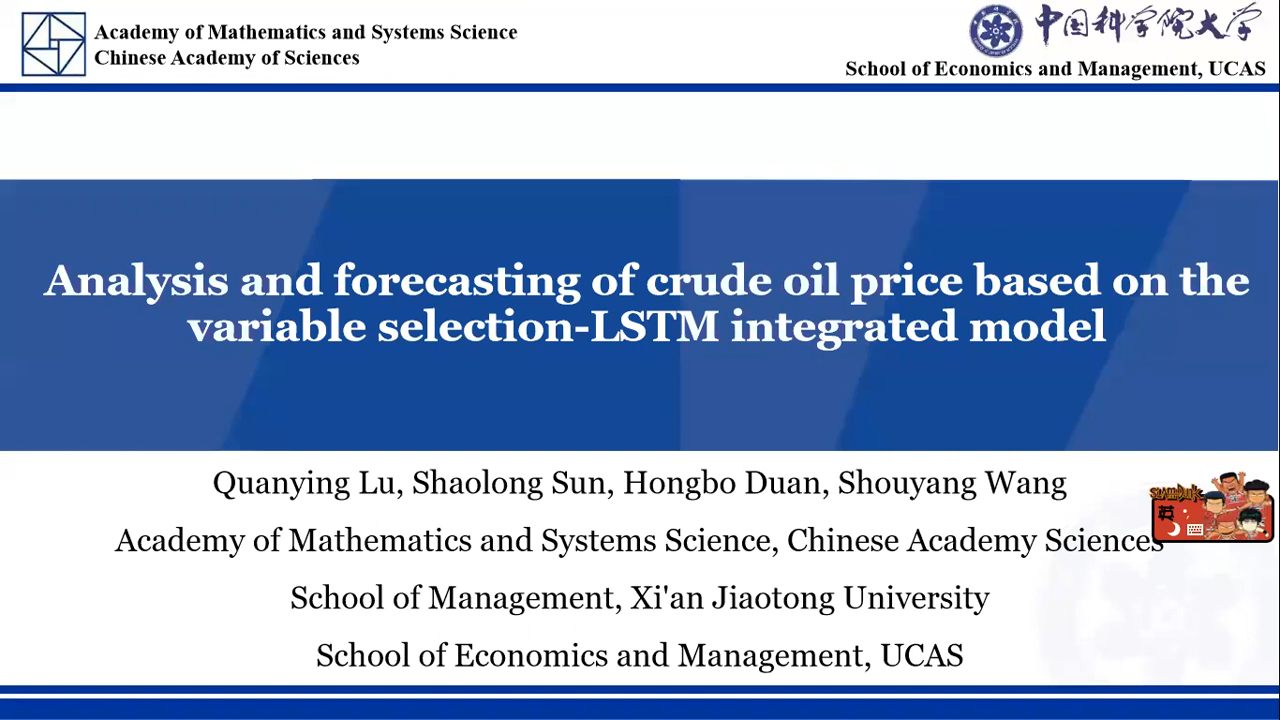 Academy of Mathematics and Systems Science
Chinese Academy of Sciences
中国科学院大学
School of Economics and Management, UCAS
Analysis and forecasting of crude oil price based on the
variable selection-LSTM integrated model
Quanying Lu, Shaolong Sun, Hongbo Duan, Shouyang Wang
Academy of Mathematics and Systems Science, Chinese Academy Sciences
School of Management, Xi'an Jiaotong University
School of Economics and Management, UCAS
SLAM DUNK
英